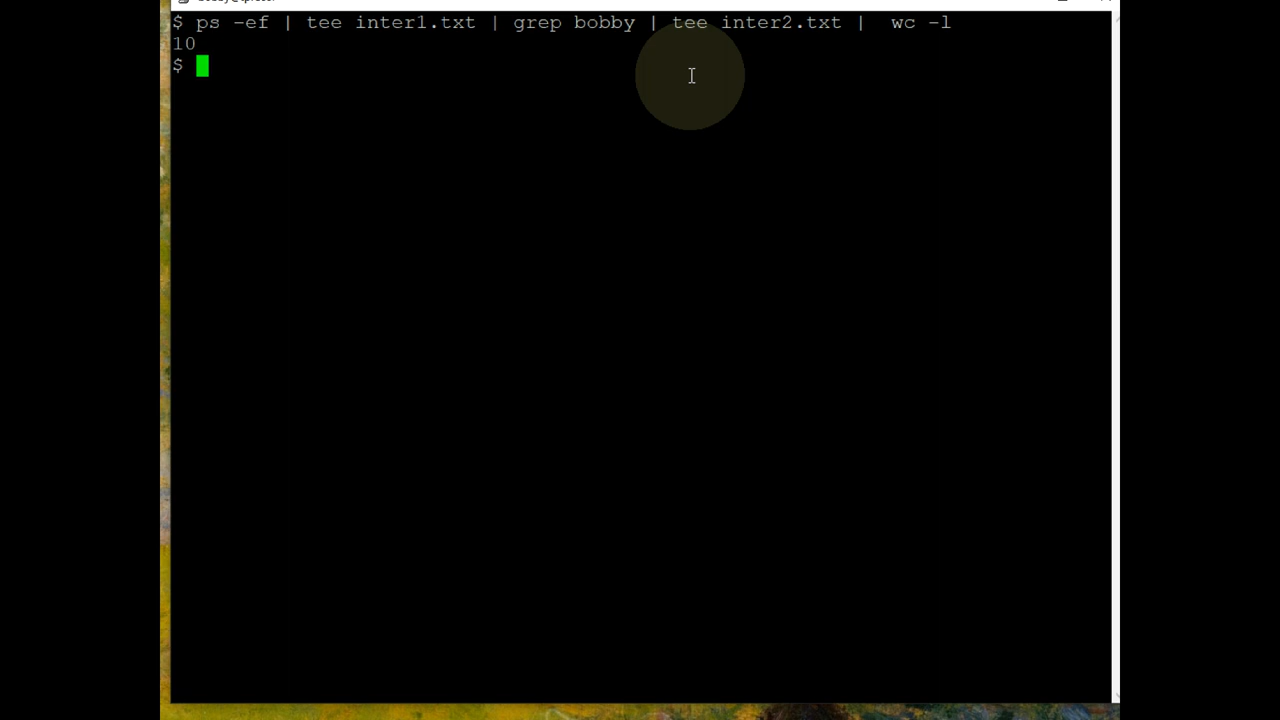 $ ps -ef | tee inter1.txt | grep bobby | tee inter2.txt |  wc -l
10
$